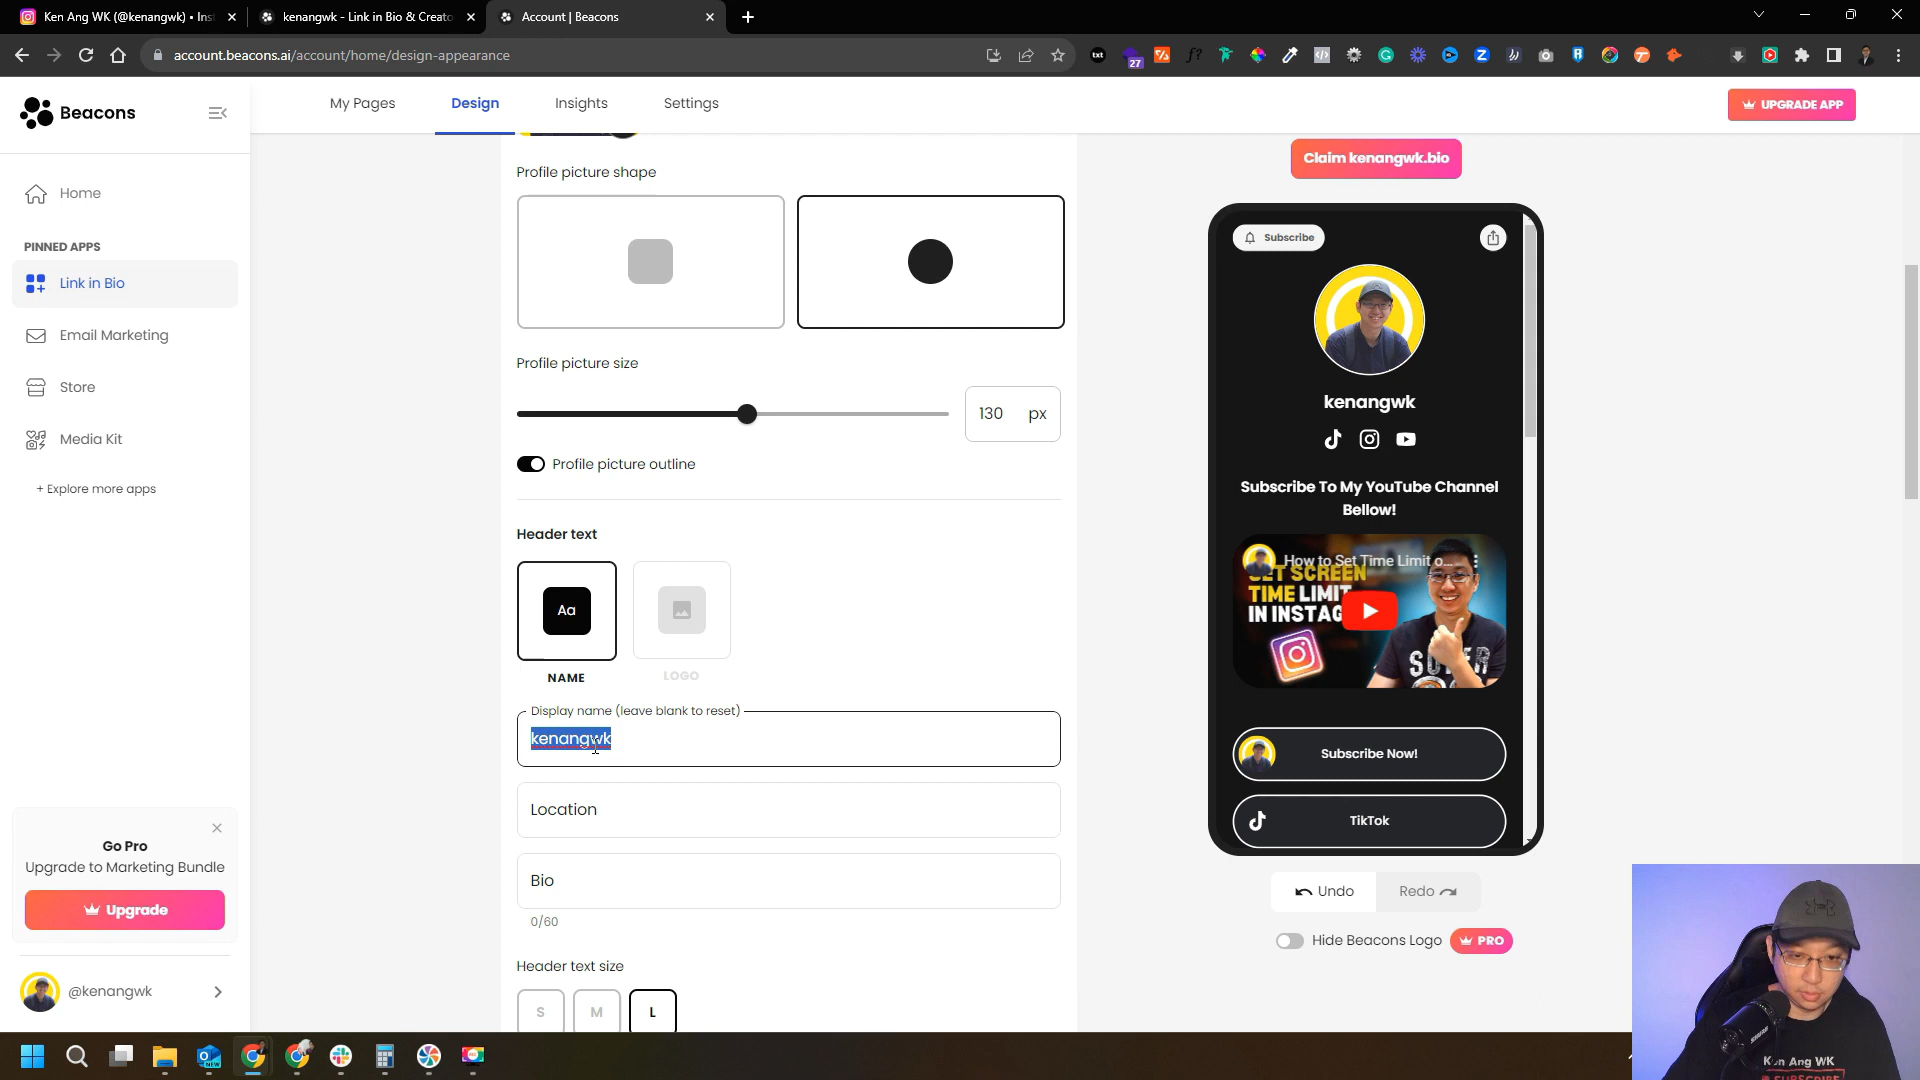 Ken Ang WK (@kenangwk) • Ins
kenangwk - Link in Bio & Creato
Account | Beacons
account.beacons.ai/account/home/design-appearance
27
Beacons
My Pages
Design
Insights
Settings
UPGRADE APP
Home
PINNED APPS
Link in Bio
Email Marketing
Store
Media Kit
+ Explore more apps
Go Pro
Upgrade to Marketing Bundle
Upgrade
@kenangwk
Profile picture shape
Profile picture size
130 px
Profile picture outline
Header text
Aa
NAME
LOGO
Display name (leave blank to reset)
kenangwk
Location
Bio
0/60
Header text size
S
M
L
Claim kenangwk.bio
Subscribe
kenangwk
Subscribe To My YouTube Channel
Bellow!
How to Set Time Limit o...
SET SCREEN
TIME LIMIT
IN INSTAG
Subscribe Now!
TikTok
Undo
Redo
Hide Beacons Logo
PRO
Ken Ang WK
SUBSCRIBE